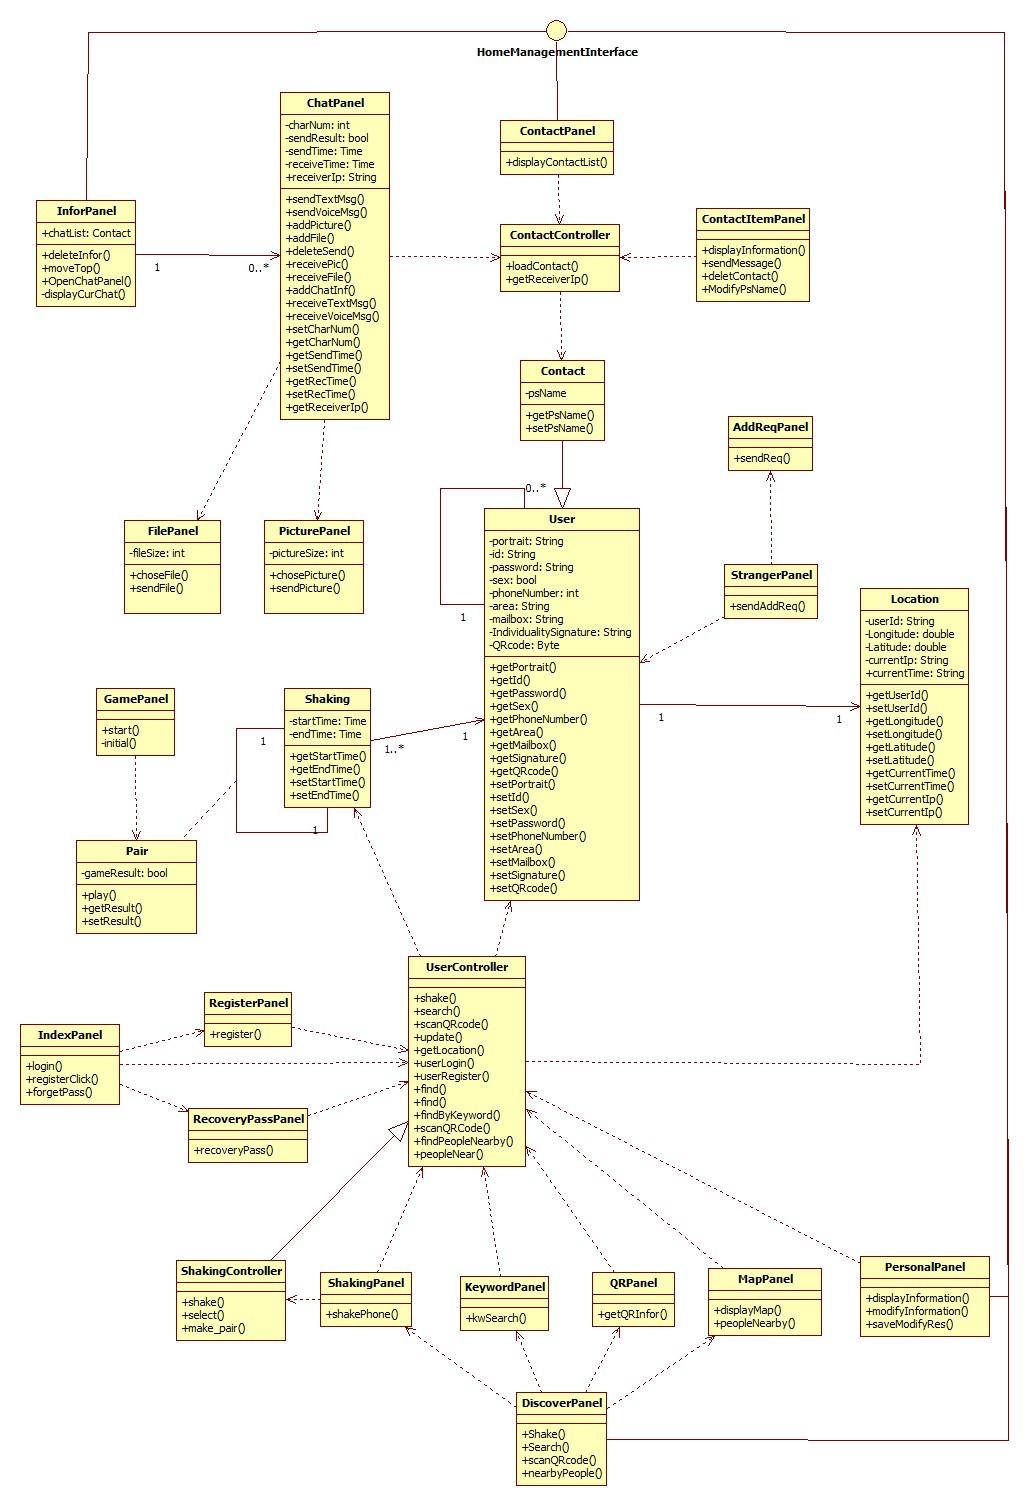 HomeManagementInterface
ChatPanel
-charNum: int
-sendResult: bool
-sendTime: Time
-receiveTime: Time
+receiverIp: String
+sendTextMsg()
+sendVoiceMsg()
+addPicture()
+addFile()
+deleteSend()
+receivePic()
+receiveFile()
+addChatInf()
+receiveTextMsg()
+receiveVoiceMsg()
+setCharNum()
+getCharNum()
+getSendTime()
+setSendTime()
+getRecTime()
+setRecTime()
+getReceiverIp()
ContactPanel
+displayContactList()
InforPanel
+chatList: Contact
+deleteInfor()
+moveTop()
+OpenChatPanel()
-displayCurChat()
1
0..*
ContactController
+loadContact()
+getReceiverIp()
ContactItemPanel
+displayInformation()
+sendMessage()
+deletContact()
+ModifyPsName()
Contact
-psName
+getPsName()
+setPsName()
AddReqPanel
+sendReq()
FilePanel
-fileSize: int
+choseFile()
+sendFile()
PicturePanel
-pictureSize: int
+chosePicture()
+sendPicture()
0..*
1
User
-portrait: String
-id: String
-password: String
-sex: bool
-phoneNumber: int
-area: String
-mailbox: String
-IndividualitySignature: String
-QRcode: Byte
+getPortrait()
+getId()
+getPassword()
+getSex()
+getPhoneNumber()
+getArea()
+getMailbox()
+getSignature()
+getQRcode()
+setPortrait()
+setId()
+setSex()
+setPassword()
+setPhoneNumber()
+setArea()
+setMailbox()
+setSignature()
+setQRcode()
StrangerPanel
+sendAddReq()
Location
-userId: String
-Longitude: double
-Latitude: double
-currentIp: String
+currentTime: String
+getUserId()
+setUserId()
+getLongitude()
+setLongitude()
+getLatitude()
+setLatitude()
+getCurrentTime()
+setCurrentTime()
+getCurrentIp()
+setCurrentIp()
1
1
GamePanel
+start()
-initial()
Shaking
-startTime: Time
-endTime: Time
+getStartTime()
+getEndTime()
+setStartTime()
+setEndTime()
1
1
1..*
1
Pair
-gameResult: bool
+play()
+getResult()
+setResult()
UserController
+shake()
+search()
+scanQRcode()
+update()
+getLocation()
+userLogin()
+userRegister()
+find()
+find()
+findByKeyword()
+scanQRCode()
+findPeopleNearby()
+peopleNear()
RegisterPanel
+register()
IndexPanel
+login()
+registerClick()
+forgetPass()
RecoveryPassPanel
+recoveryPass()
ShakingController
+shake()
+select()
+make_pair()
ShakingPanel
+shakePhone()
KeywordPanel
+kwSearch()
QRPanel
+getQRInfor()
MapPanel
+displayMap()
+peopleNearby()
PersonalPanel
+displayInformation()
+modifyInformation()
+saveModifyRes()
DiscoverPanel
+Shake()
+Search()
+scanQRcode()
+nearbyPeople()